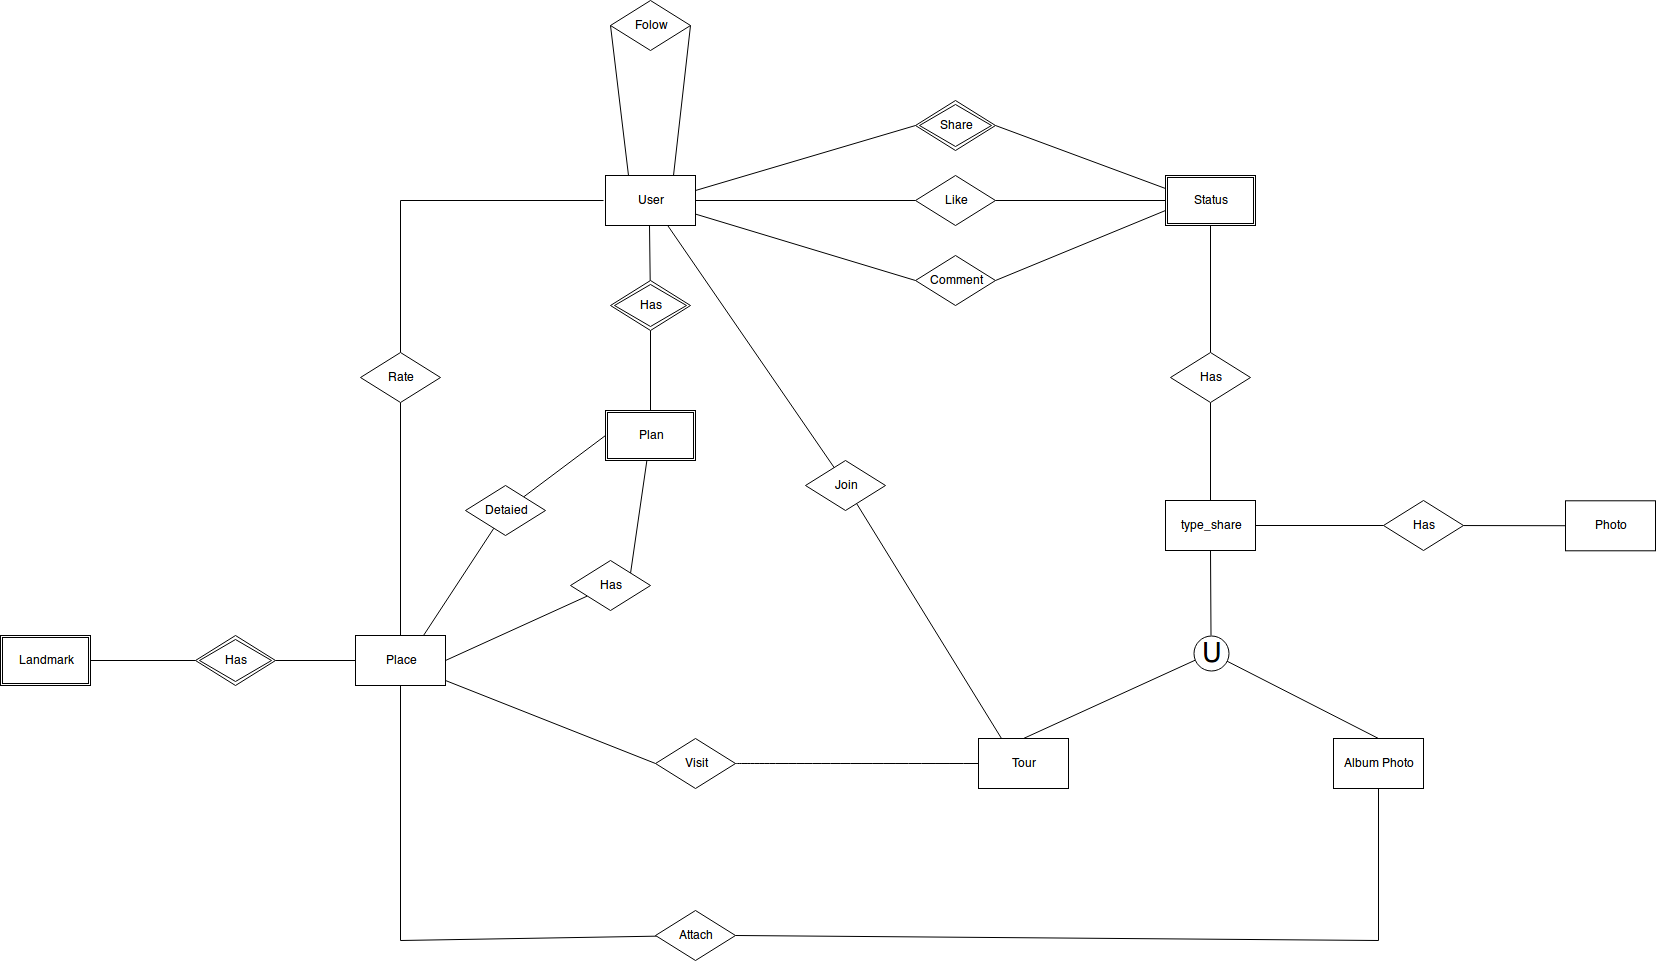 Folow
Share
User
Like
Status
Comment
Has
Rate
Has
Plan
Join
Detaied
type_share
Has
Photo
Has
U
Landmark
Has
Place
Visit
Tour
Album Photo
Attach